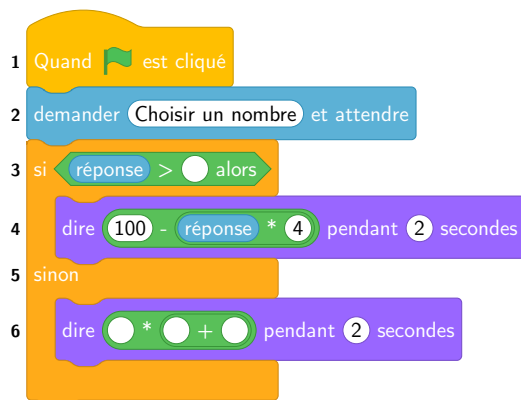 1 Quand est cliqué
2 demander Choisir un nombre et attendre
3 si réponse > alors
4 dire 100 - réponse * 4 pendant 2 secondes
5 sinon
6 dire * + pendant 2 secondes